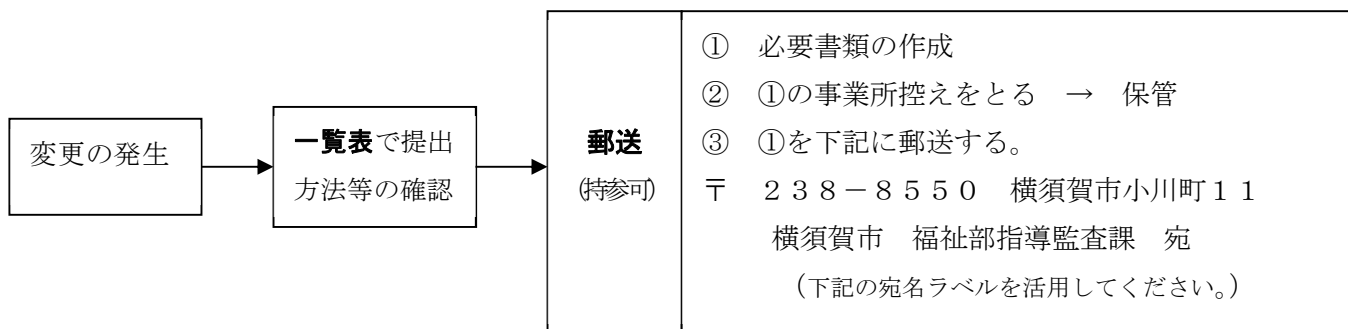 変更の発生
一覧表で提出
方法等の確認
郵送
(持参可)
①　必要書類の作成
②　①の事業所控えをとる　→　保管
③　①を下記に郵送する。
〒　２３８－８５５０　横須賀市小川町１１
横須賀市　福祉部指導監査課　宛
（下記の宛名ラベルを活用してください。）